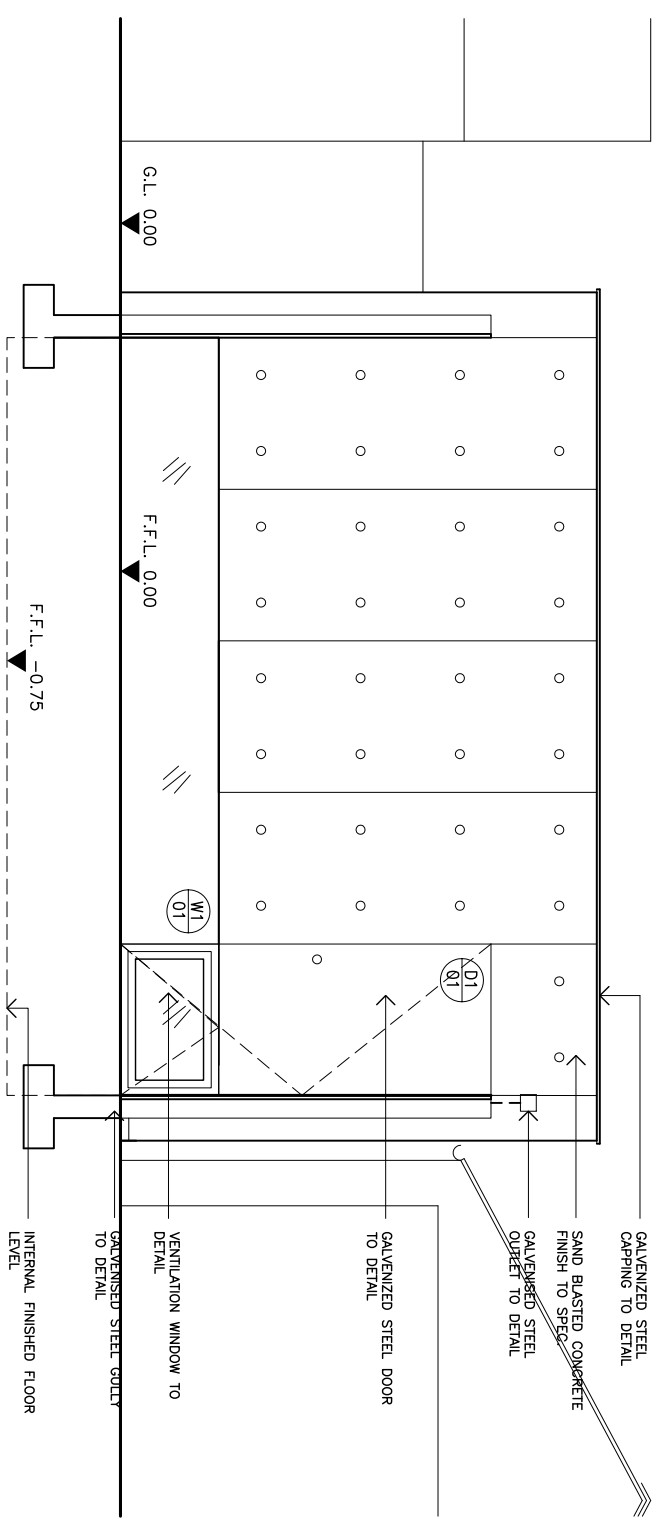 GALVANIZED STEEL
CAPPING TO DETAIL
SAND BLASTED CONCRETE
FINISH TO SPEC.
GALVENISED STEEL
OUTLET TO DETAIL
GALVENIZED STEEL DOOR
TO DETAIL
VENTILATION WINDOW TO
DETAIL
GALVENISED STEEL GULLY
TO DETAIL
INTERNAL FINISHED FLOOR
LEVEL
D1
01
W1
01
G.L. 0.00
F.F.L. 0.00
F.F.L. -0.75